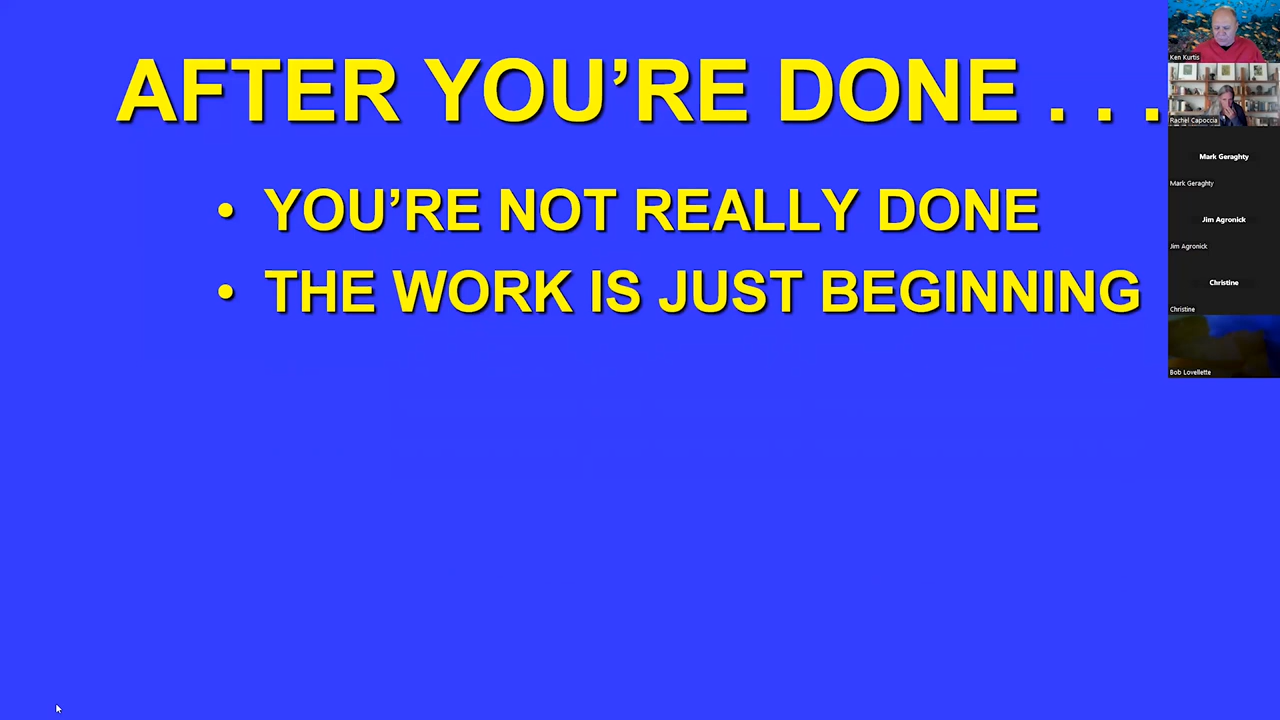 AFTER YOU’RE DONE . . .
• YOU’RE NOT REALLY DONE
• THE WORK IS JUST BEGINNING
Ken Kurtis
Rachel Capoccia
Mark Geraghty
Mark Geraghty
Jim Agronick
Jim Agronick
Christine
Christine
Bob Lovellette